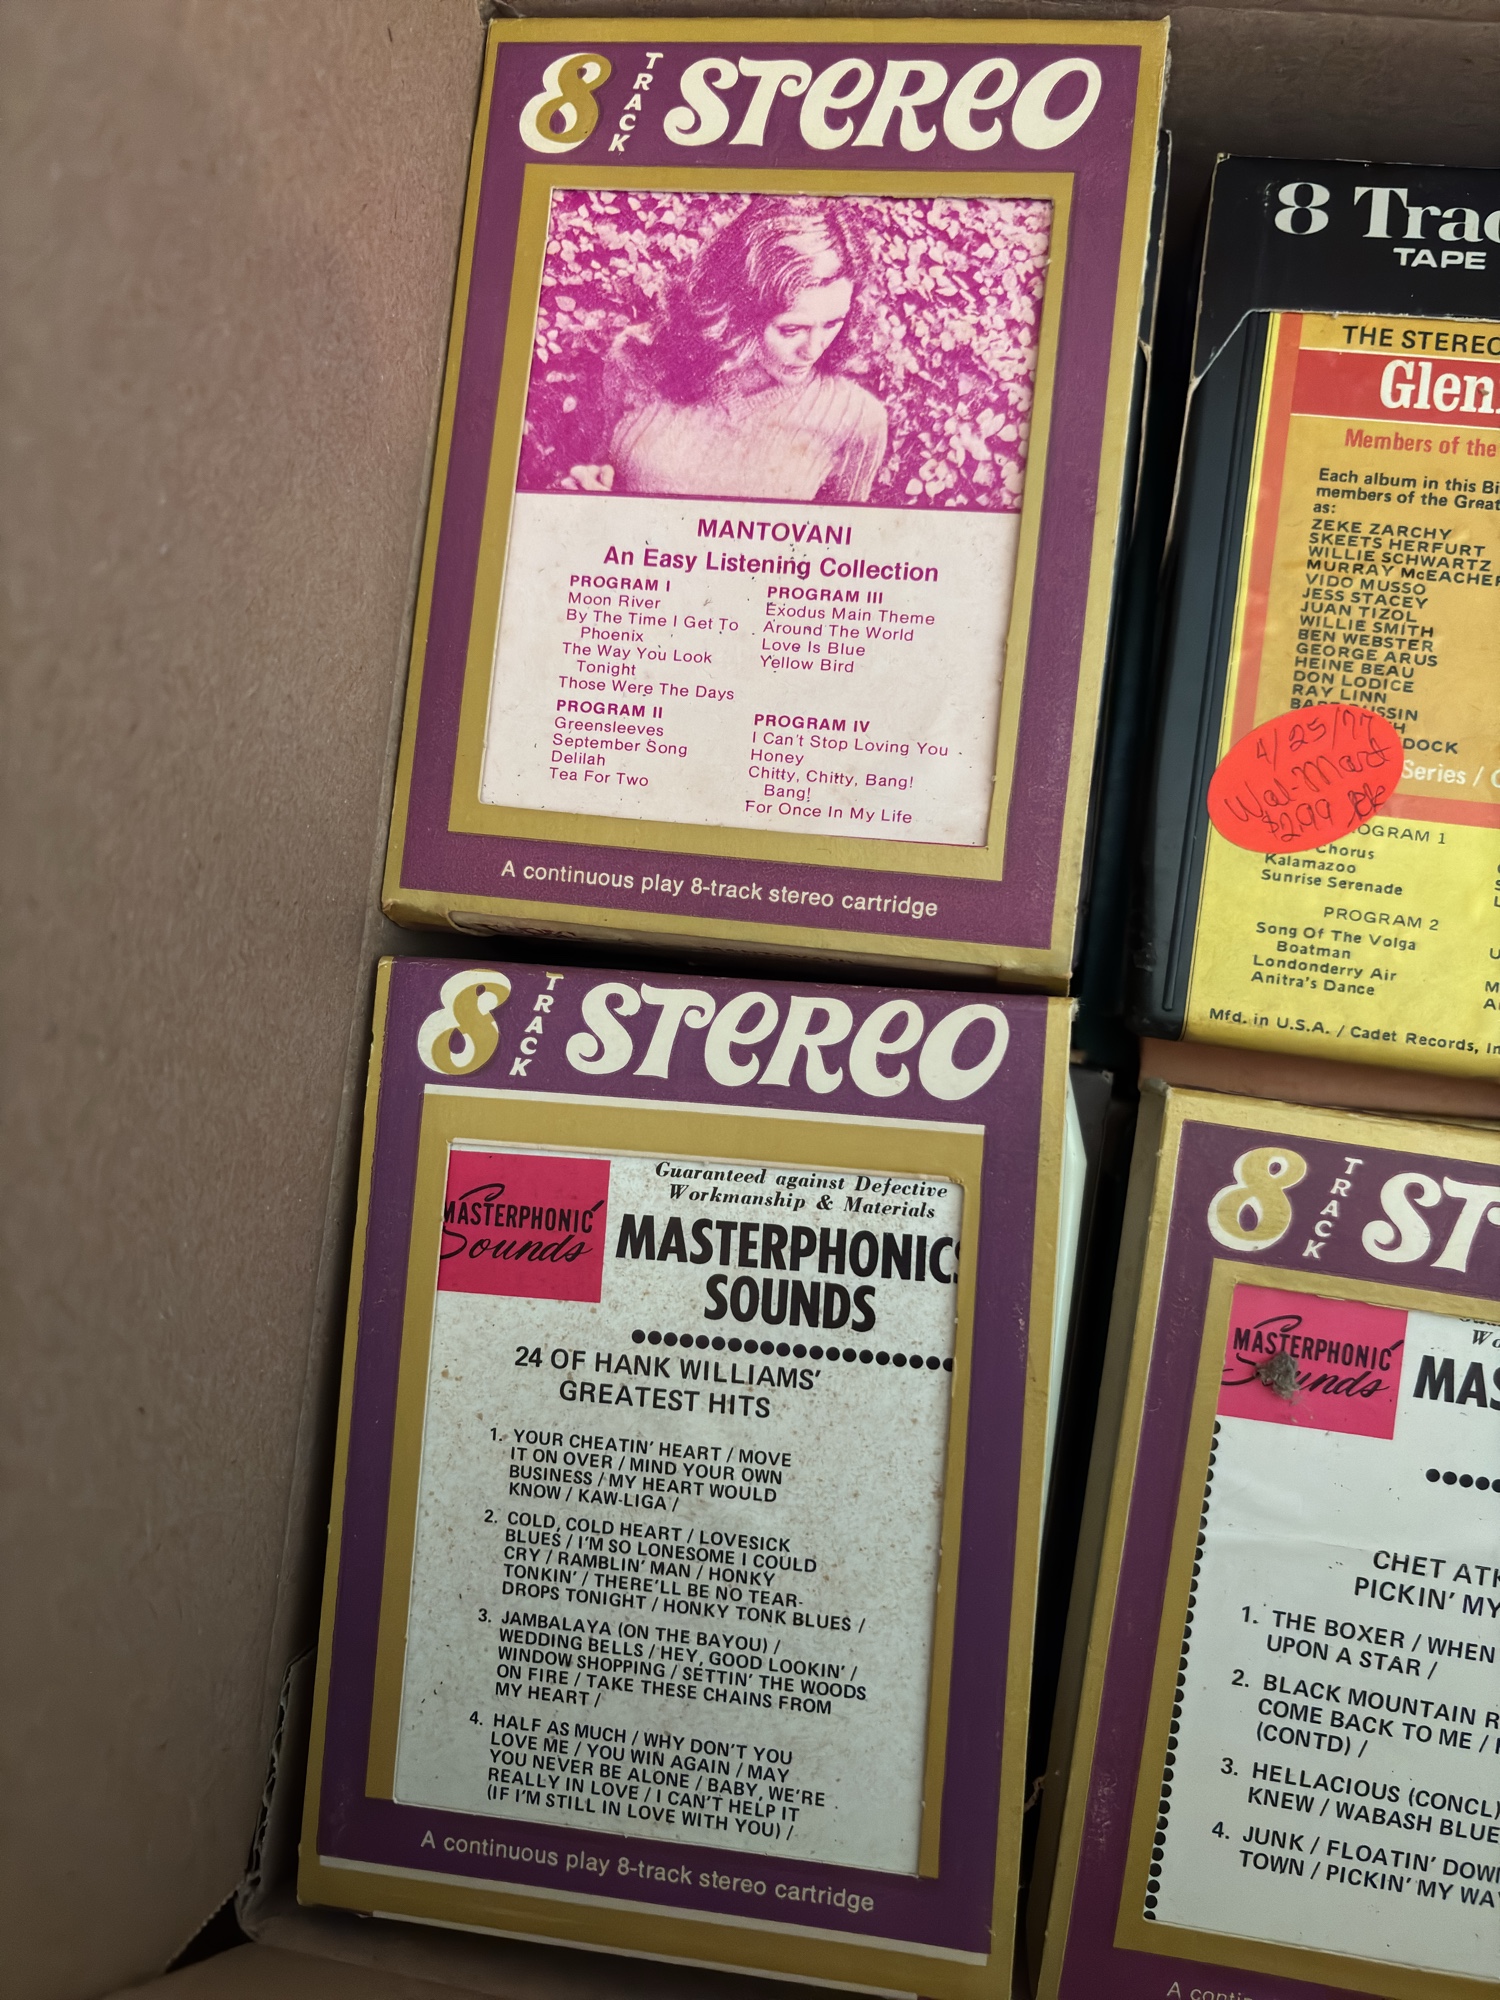 8 TRACK STEREO
MANTOVANI
An Easy Listening Collection
PROGRAM I
Moon River
By The Time I Get To
Phoenix
The Way You Look
Tonight
Those Were The Days
PROGRAM II
Greensleeves
September Song
Delilah
Tea For Two
PROGRAM III
Exodus Main Theme
Around The World
Love Is Blue
Yellow Bird
PROGRAM IV
I Can't Stop Loving You
Honey
Chitty, Chitty, Bang!
Bang!
For Once In My Life
A continuous play 8-track stereo cartridge
8 Trac
TAPE
THE STEREO
Glen
Members of the
Each album in this Bi
members of the Great
as:
ZEKE ZARCHY
SKEETS HERFURT
WILLIE SCHWARTZ
MURRAY McEACHER
VIDO MUSSO
JESS STACEY
JUAN TIZOL
WILLIE SMITH
BEN WEBSTER
GEORGE ARUS
HEINE BEAU
DON LODICE
RAY LINN
USSIN
H
DOCK
4/25/77
Wal-Mart
$2.99
Series / C
OGRAM 1
Chorus
Kalamazoo
Sunrise Serenade
PROGRAM 2
Song Of The Volga
Boatman
Londonderry Air
Anitra's Dance
Mfd. in U.S.A. / Cadet Records, In
8 TRACK STEREO
MASTERPHONIC
Sounds
Guaranteed against Defective
Workmanship & Materials
MASTERPHONICS
SOUNDS
24 OF HANK WILLIAMS'
GREATEST HITS
1. YOUR CHEATIN' HEART / MOVE
IT ON OVER / MIND YOUR OWN
BUSINESS / MY HEART WOULD
KNOW / KAW-LIGA /
2. COLD, COLD HEART / LOVESICK
BLUES / I'M SO LONESOME I COULD
CRY / RAMBLIN' MAN / HONKY
TONKIN' / THERE'LL BE NO TEAR-
DROPS TONIGHT / HONKY TONK BLUES /
3. JAMBALAYA (ON THE BAYOU) /
WEDDING BELLS / HEY, GOOD LOOKIN' /
WINDOW SHOPPING / SETTIN' THE WOODS
ON FIRE / TAKE THESE CHAINS FROM
MY HEART /
4. HALF AS MUCH / WHY DON'T YOU
LOVE ME / YOU WIN AGAIN / MAY
YOU NEVER BE ALONE / BABY, WE'RE
REALLY IN LOVE / I CAN'T HELP IT
(IF I'M STILL IN LOVE WITH YOU) /
A continuous play 8-track stereo cartridge
8 TRACK ST
MASTERPHONIC
Sounds
MAS
CHET ATK
PICKIN' MY
1. THE BOXER / WHEN
UPON A STAR /
2. BLACK MOUNTAIN R
COME BACK TO ME /
(CONTD) /
3. HELLACIOUS (CONCL)
KNEW / WABASH BLUE
4. JUNK / FLOATIN' DOW
TOWN / PICKIN' MY WA
A conti